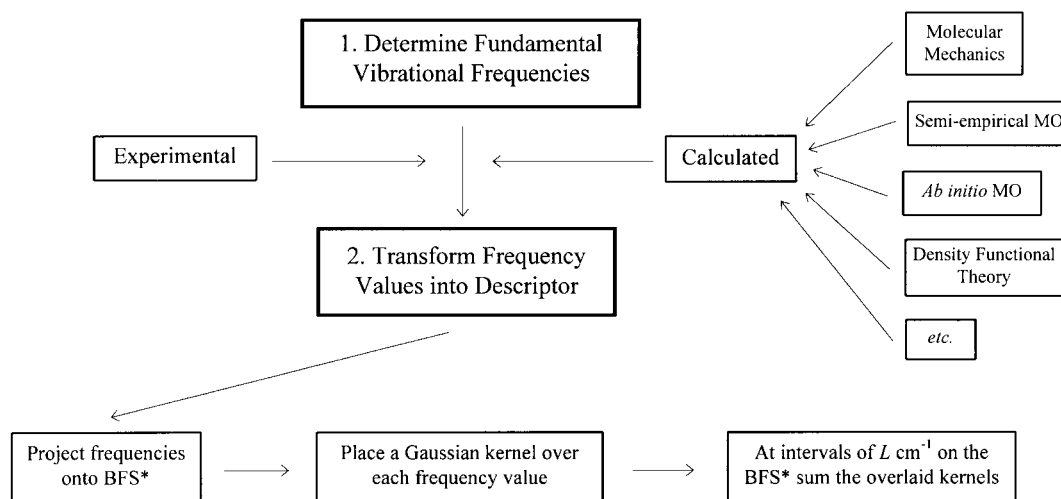 1. Determine Fundamental
Vibrational Frequencies
Molecular
Mechanics
Semi-empirical MO
Experimental
Calculated
Ab initio MO
2. Transform Frequency
Values into Descriptor
Density Functional
Theory
etc.
Project frequencies
onto BFS*
Place a Gaussian kernel over
each frequency value
At intervals of L cm⁻¹ on the
BFS* sum the overlaid kernels